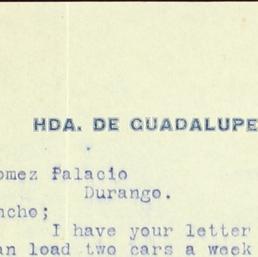 HDA. DE GUADALUPE
omez Palacio
Durango.
ncho;
I have your letter
an load two cars a week